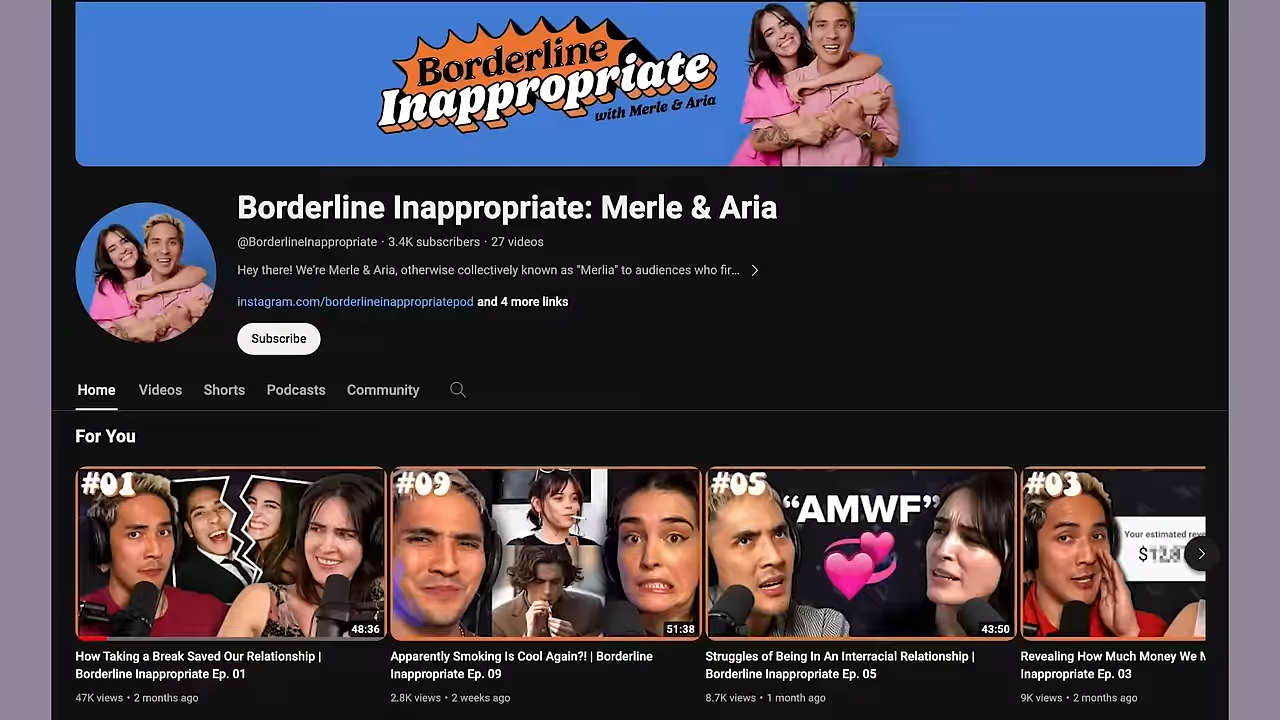 Borderline
Inappropriate
with Merle & Aria
Borderline Inappropriate: Merle & Aria
@BorderlineInappropriate · 3.4K subscribers · 27 videos
Hey there! We're Merle & Aria, otherwise collectively known as "Merlia" to audiences who fir...
instagram.com/borderlineinappropriatepod and 4 more links
Subscribe
Home Videos Shorts Podcasts Community
For You
#01
48:36
How Taking a Break Saved Our Relationship |
Borderline Inappropriate Ep. 01
47K views • 2 months ago
#09
51:38
Apparently Smoking Is Cool Again?! | Borderline
Inappropriate Ep. 09
2.8K views • 2 weeks ago
#05
“AMWF”
43:50
Struggles of Being In An Interracial Relationship |
Borderline Inappropriate Ep. 05
8.7K views • 1 month ago
#03
Your estimated rev
$
Revealing How Much Money We M
Inappropriate Ep. 03
9K views • 2 months ago